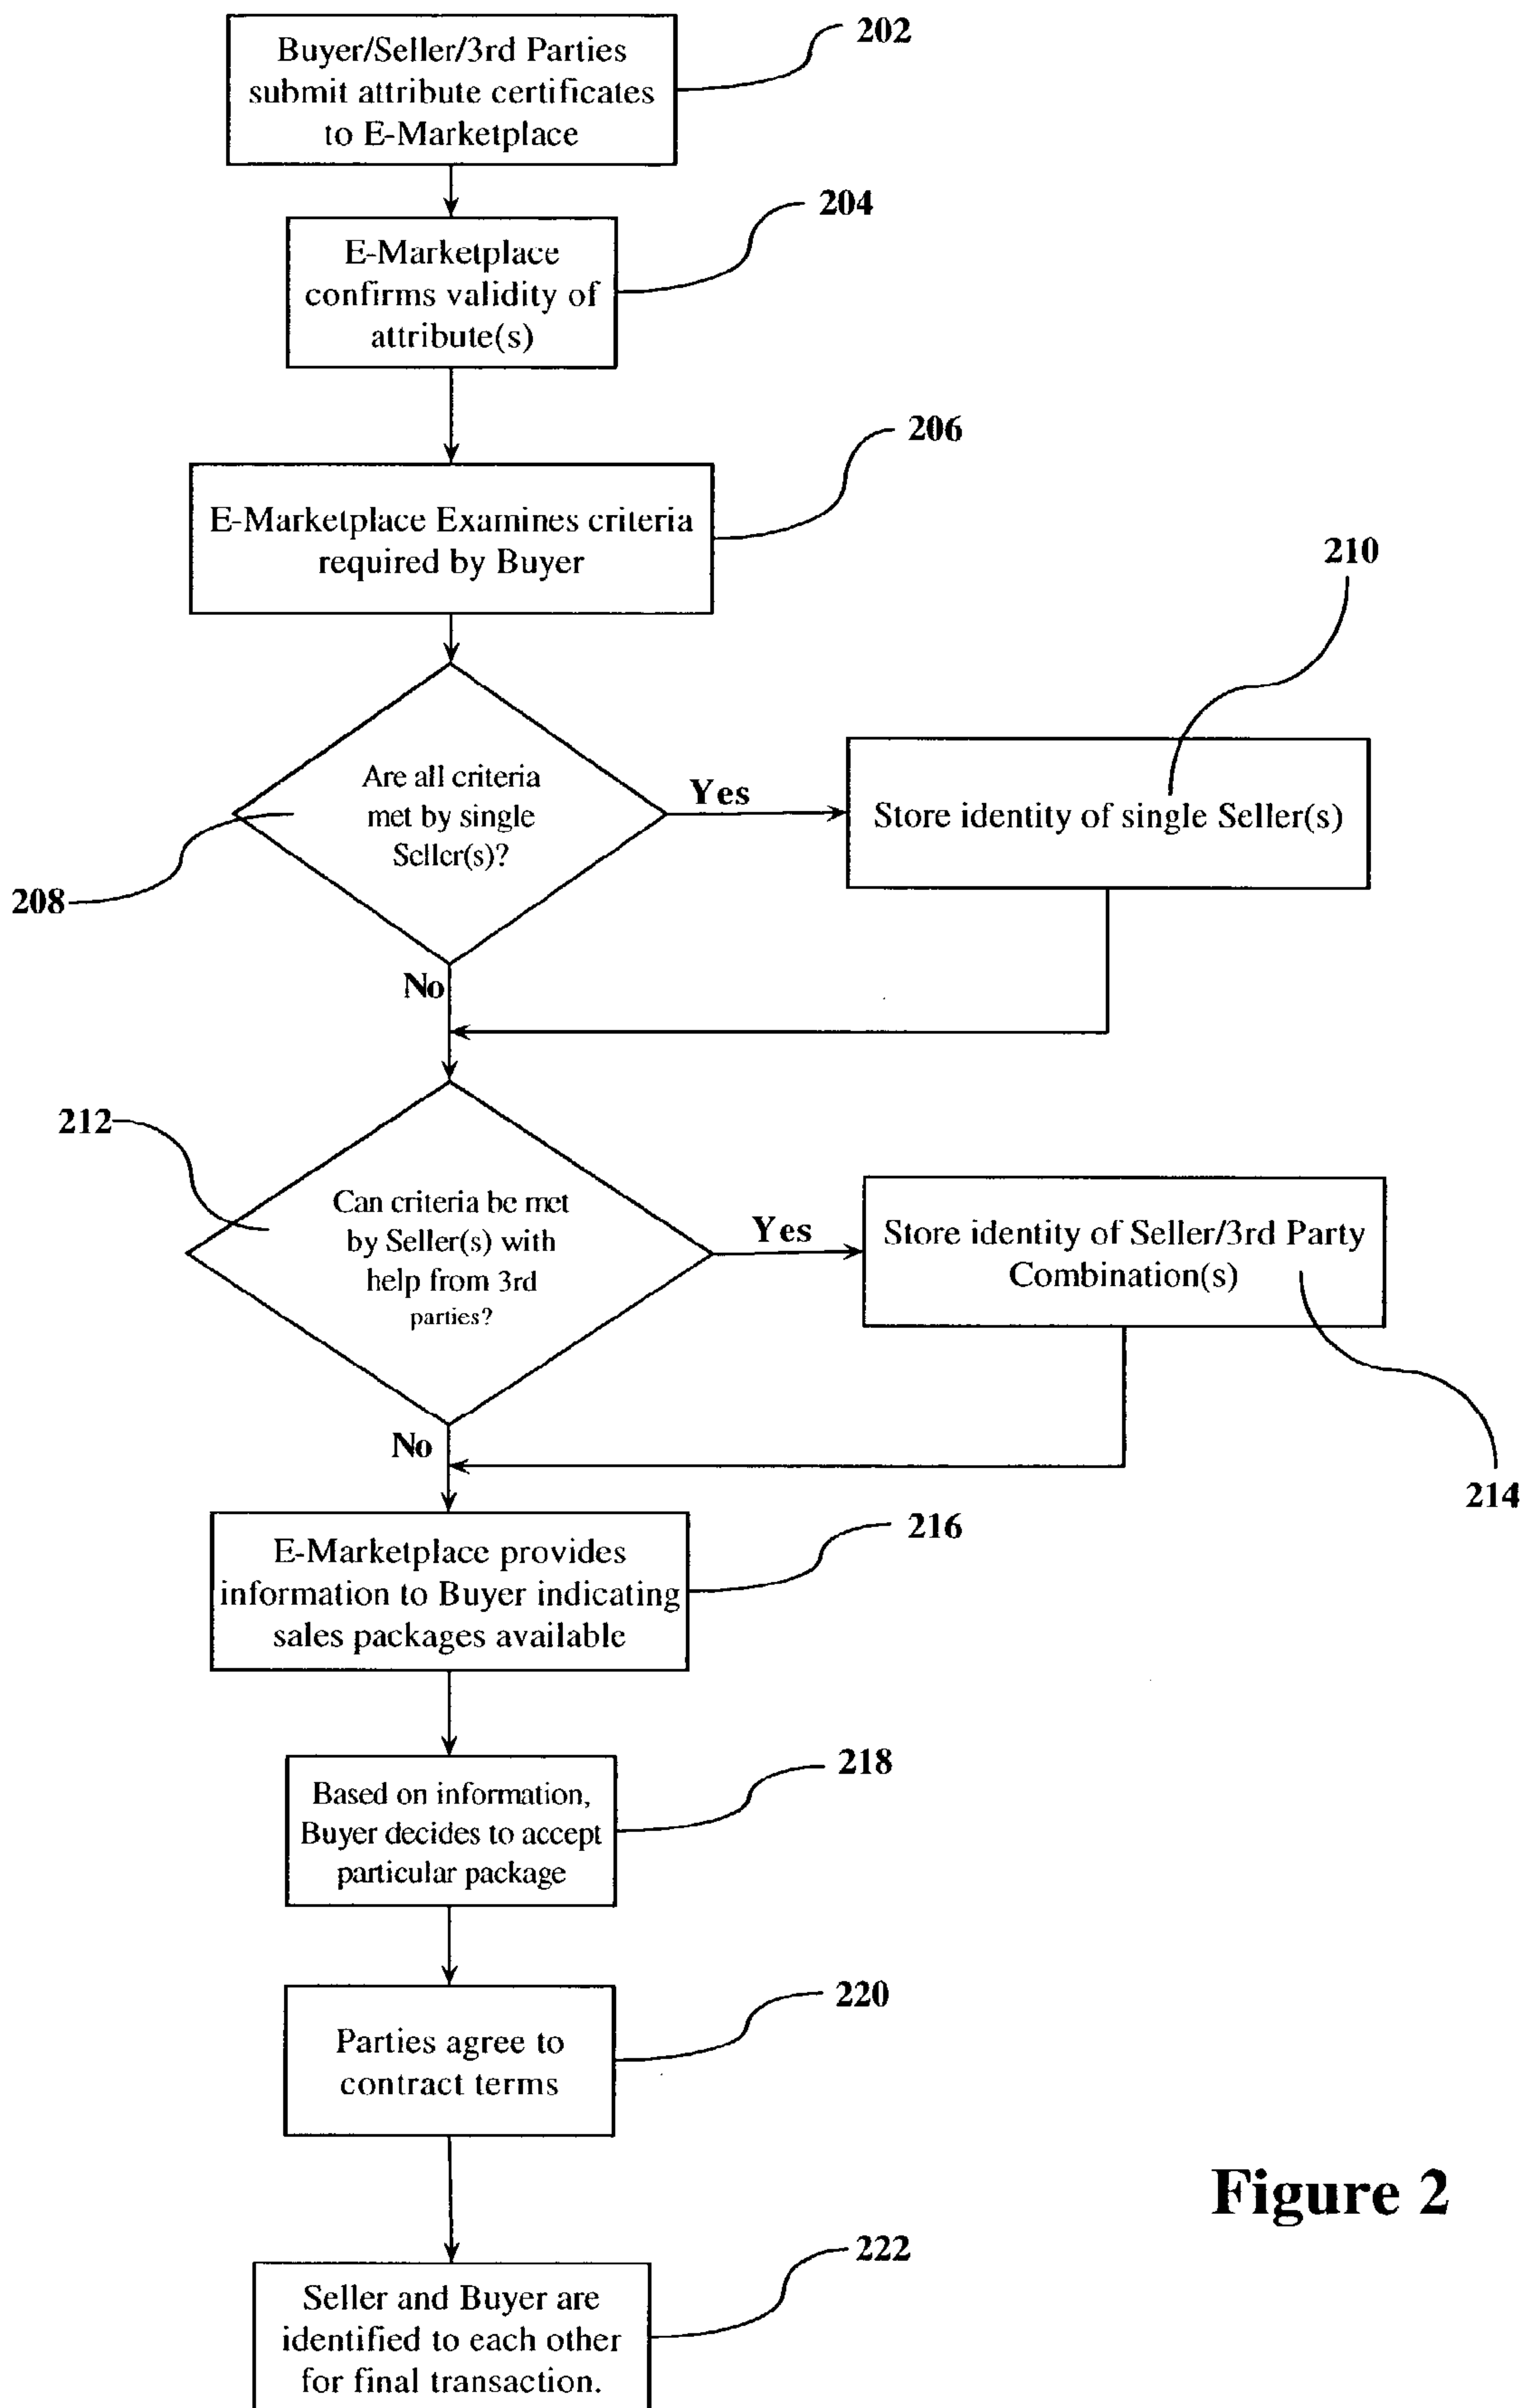 202
Buyer/Seller/3rd Parties
submit attribute certificates
to E-Marketplace
204
E-Marketplace
confirms validity of
attribute(s)
206
E-Marketplace Examines criteria
required by Buyer
210
Are all criteria
met by single
Seller(s)?
Yes
Store identity of single Seller(s)
208
No
212
Can criteria be met
by Seller(s) with
help from 3rd
parties?
Yes
Store identity of Seller/3rd Party
Combination(s)
No
214
216
E-Marketplace provides
information to Buyer indicating
sales packages available
218
Based on information,
Buyer decides to accept
particular package
220
Parties agree to
contract terms
Figure 2
222
Seller and Buyer are
identified to each other
for final transaction.